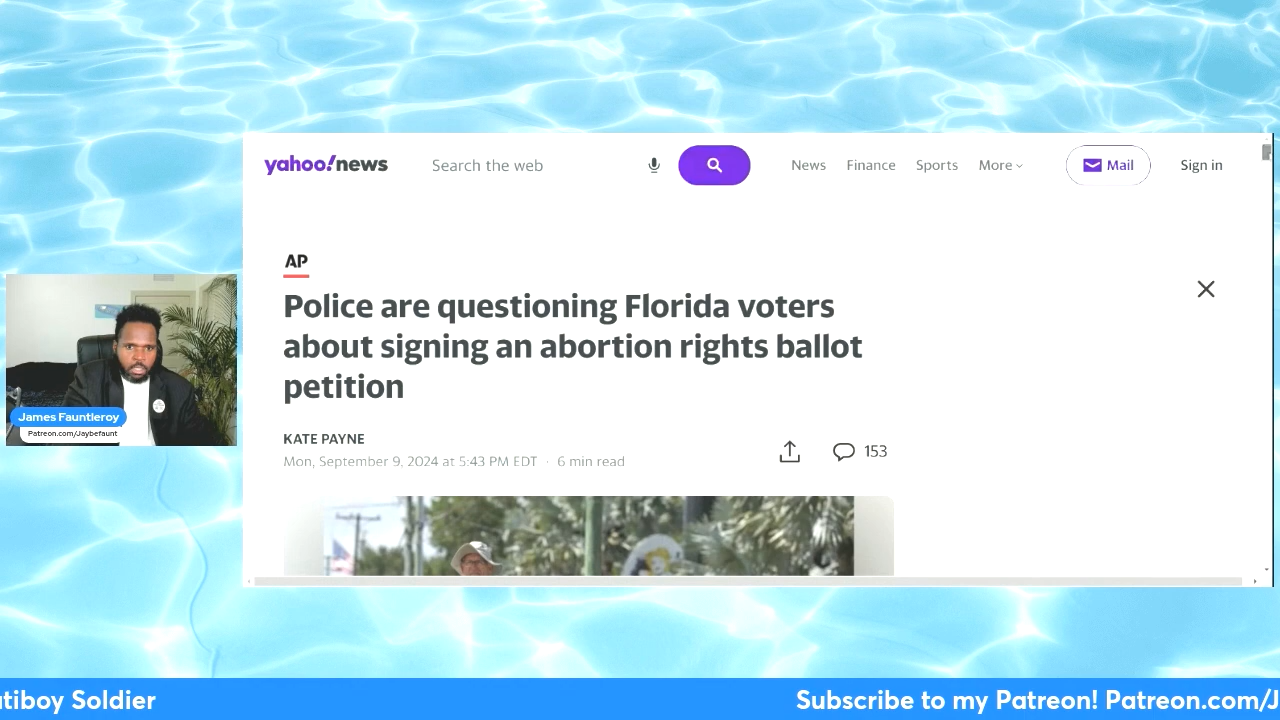 yahoo!news
Search the web
News Finance Sports More
Mail
Sign in
AP
Police are questioning Florida voters
about signing an abortion rights ballot
petition
KATE PAYNE
Mon, September 9, 2024 at 5:43 PM EDT · 6 min read
153
James Fauntleroy
Patreon.com/Jaybefaunt
tiboy Soldier
Subscribe to my Patreon! Patreon.com/J